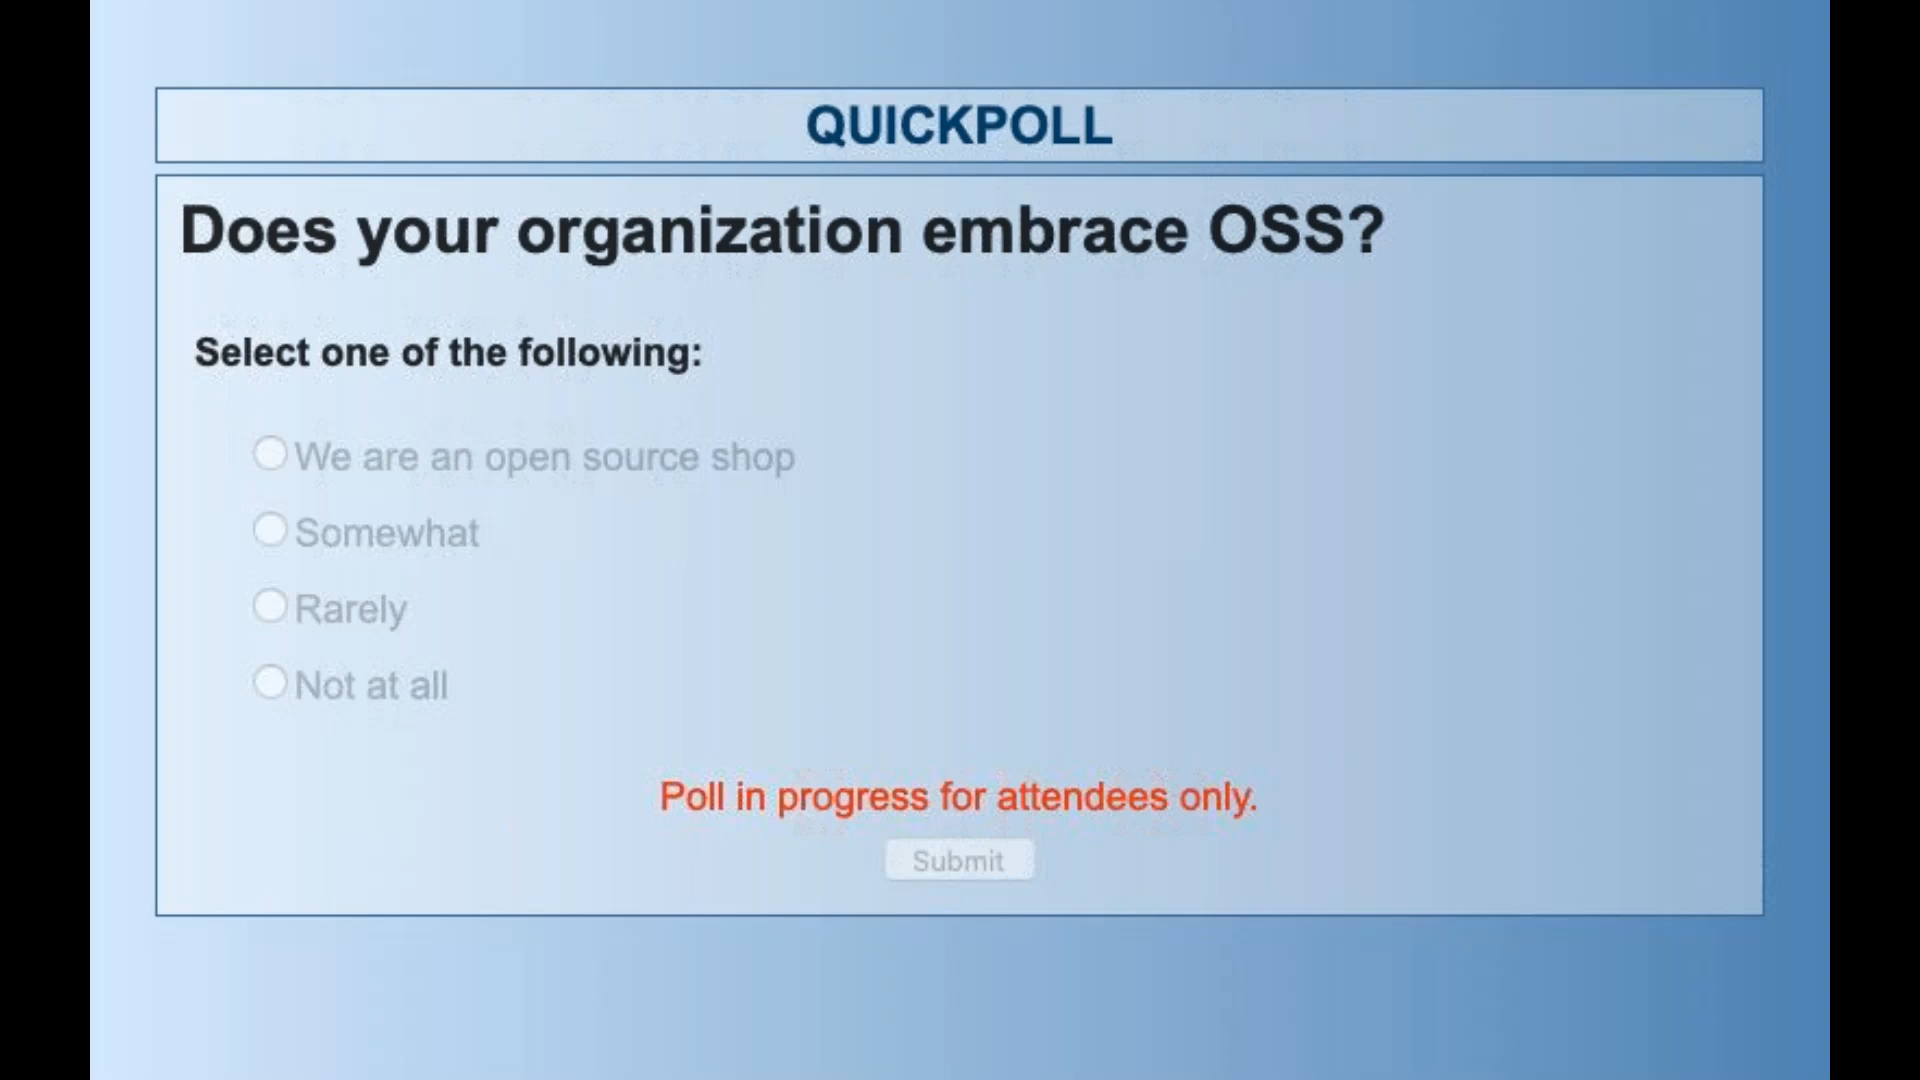 QUICKPOLL
Does your organization embrace OSS?
Select one of the following:
We are an open source shop
Somewhat
Rarely
Not at all
Poll in progress for attendees only.
Submit